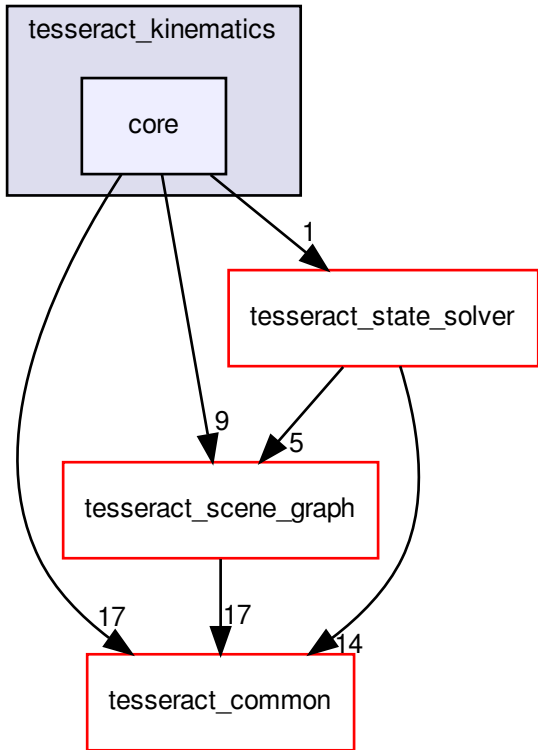 tesseract_kinematics
core
1
tesseract_state_solver
9
5
tesseract_scene_graph
17
17
14
tesseract_common